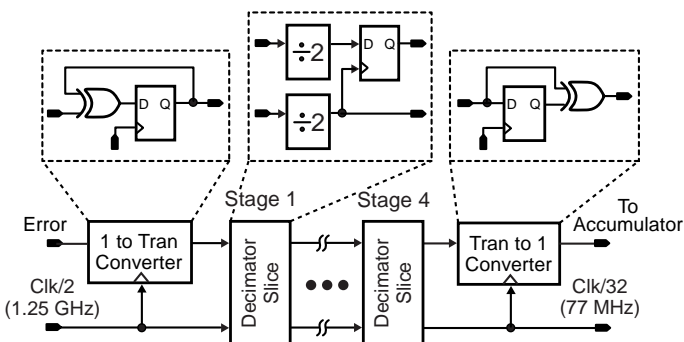 D Q
÷2
D Q
÷2
D Q
Stage 1
Stage 4
Error
1 to Tran
Converter
Decimator
Slice
Decimator
Slice
Tran to 1
Converter
To
Accumulator
Clk/2
(1.25 GHz)
Clk/32
(77 MHz)